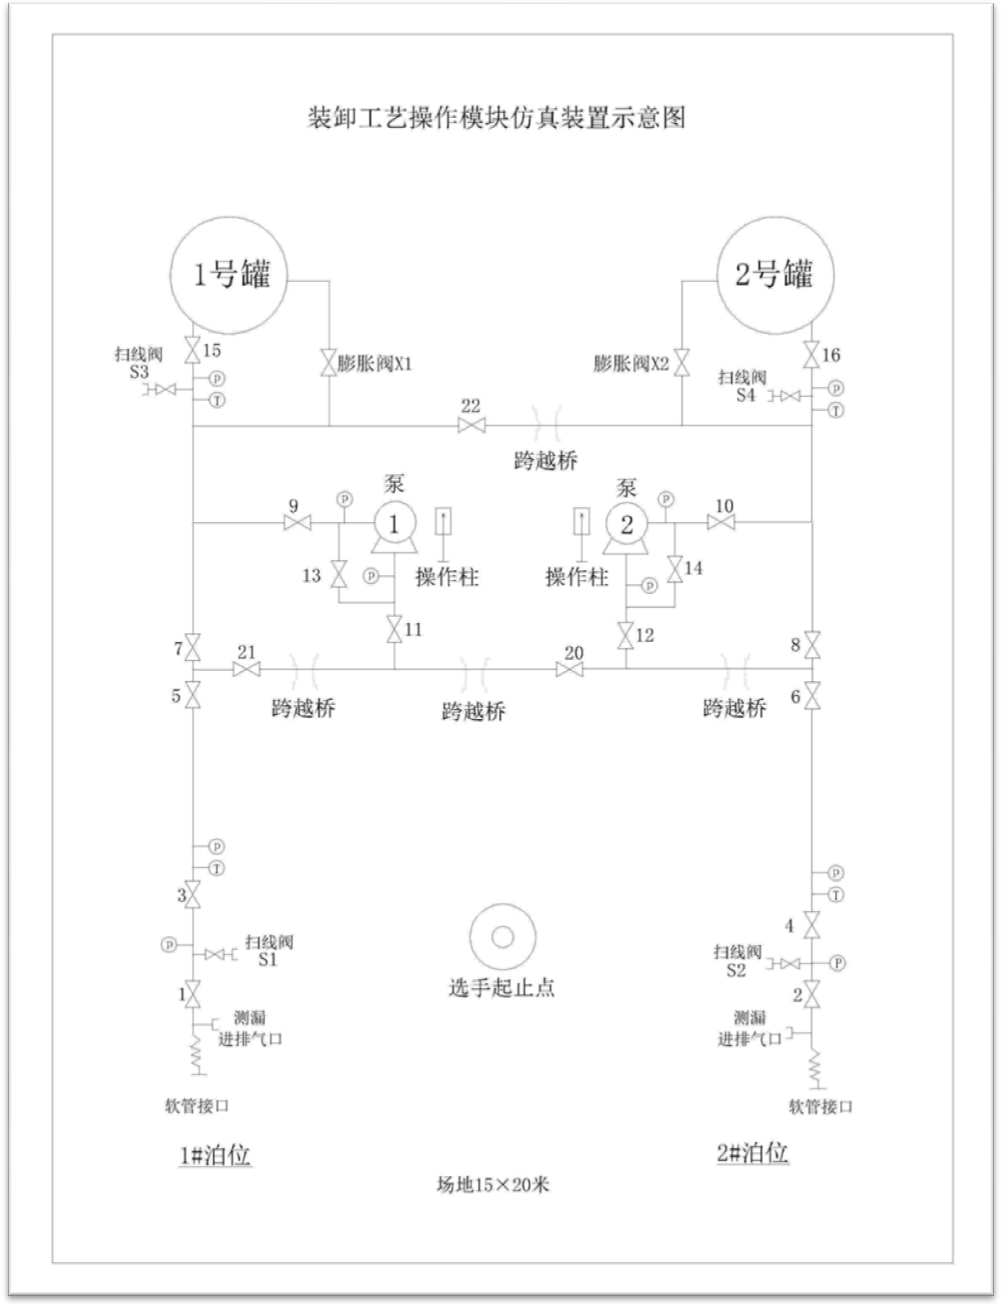 装卸工艺操作模块仿真装置示意图
1号罐
2号罐
扫线阀
S3
15
P
T
膨胀阀X1
膨胀阀X2
16
扫线阀
S4
P
T
22
跨越桥
泵
泵
9
P
1
操作柱
操作柱
2
P
10
13
P
11
14
P
12
7
21
20
8
5
跨越桥
跨越桥
跨越桥
6
P
T
3
P
扫线阀
S1
1
测漏
进排气口
软管接口
1#泊位
选手起止点
P
T
4
扫线阀
S2
P
2
测漏
进排气口
软管接口
2#泊位
场地15×20米